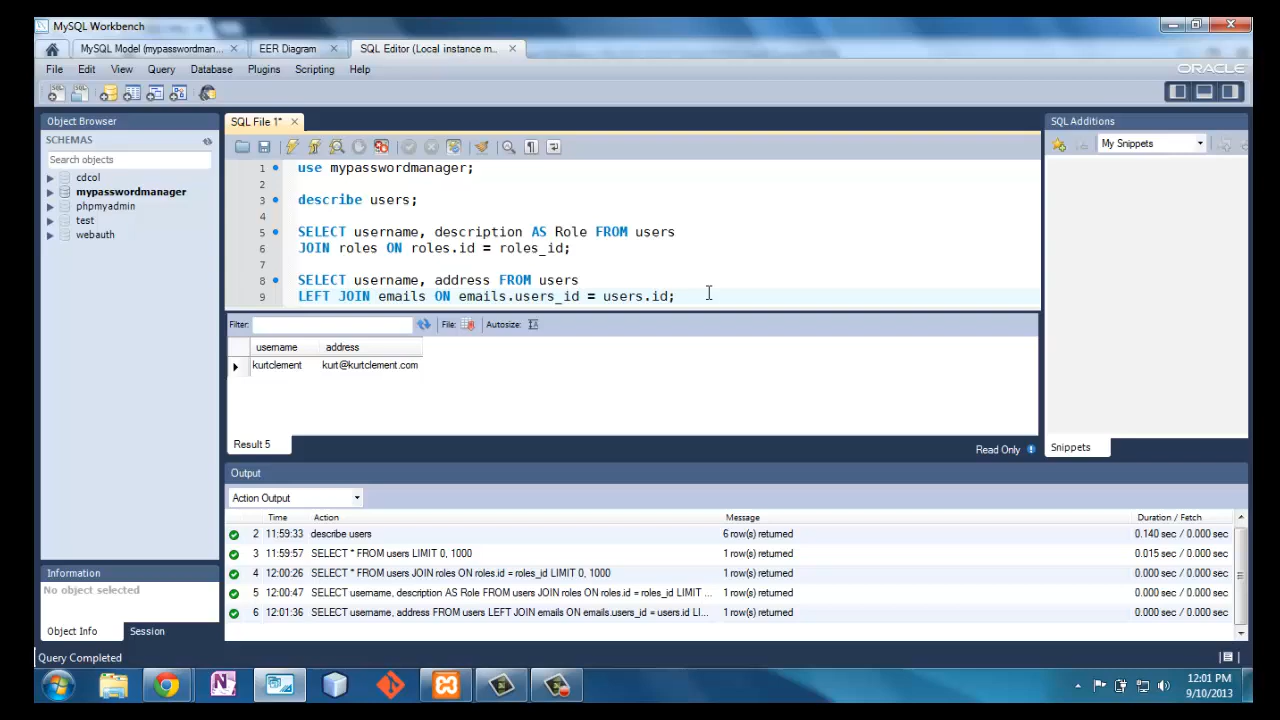 MySQL Workbench
MySQL Model (mypasswordman... EER Diagram SQL Editor (Local instance m...
File Edit View Query Database Plugins Scripting Help
ORACLE
Object Browser
SCHEMAS
Search objects
cdcol
mypasswordmanager
phpmyadmin
test
webauth
Information
No object selected
Object Info Session
SQL File 1*
1 use mypasswordmanager;
2
3 describe users;
4
5 SELECT username, description AS Role FROM users
6 JOIN roles ON roles.id = roles_id;
7
8 SELECT username, address FROM users
9 LEFT JOIN emails ON emails.users_id = users.id;
Filter: File: Autosize:
username address
kurtclement kurt@kurtclement.com
Result 5
Read Only
SQL Additions
My Snippets
Snippets
Output
Action Output
Time Action Message Duration / Fetch
2 11:59:33 describe users 6 row(s) returned 0.140 sec / 0.000 sec
3 11:59:57 SELECT * FROM users LIMIT 0, 1000 1 row(s) returned 0.015 sec / 0.000 sec
4 12:00:26 SELECT * FROM users JOIN roles ON roles.id = roles_id LIMIT 0, 1000 1 row(s) returned 0.000 sec / 0.000 sec
5 12:00:47 SELECT username, description AS Role FROM users JOIN roles ON roles.id = roles_id LIMIT ... 1 row(s) returned 0.000 sec / 0.000 sec
6 12:01:36 SELECT username, address FROM users LEFT JOIN emails ON emails.users_id = users.id LI... 1 row(s) returned 0.000 sec / 0.000 sec
Query Completed
12:01 PM
9/10/2013